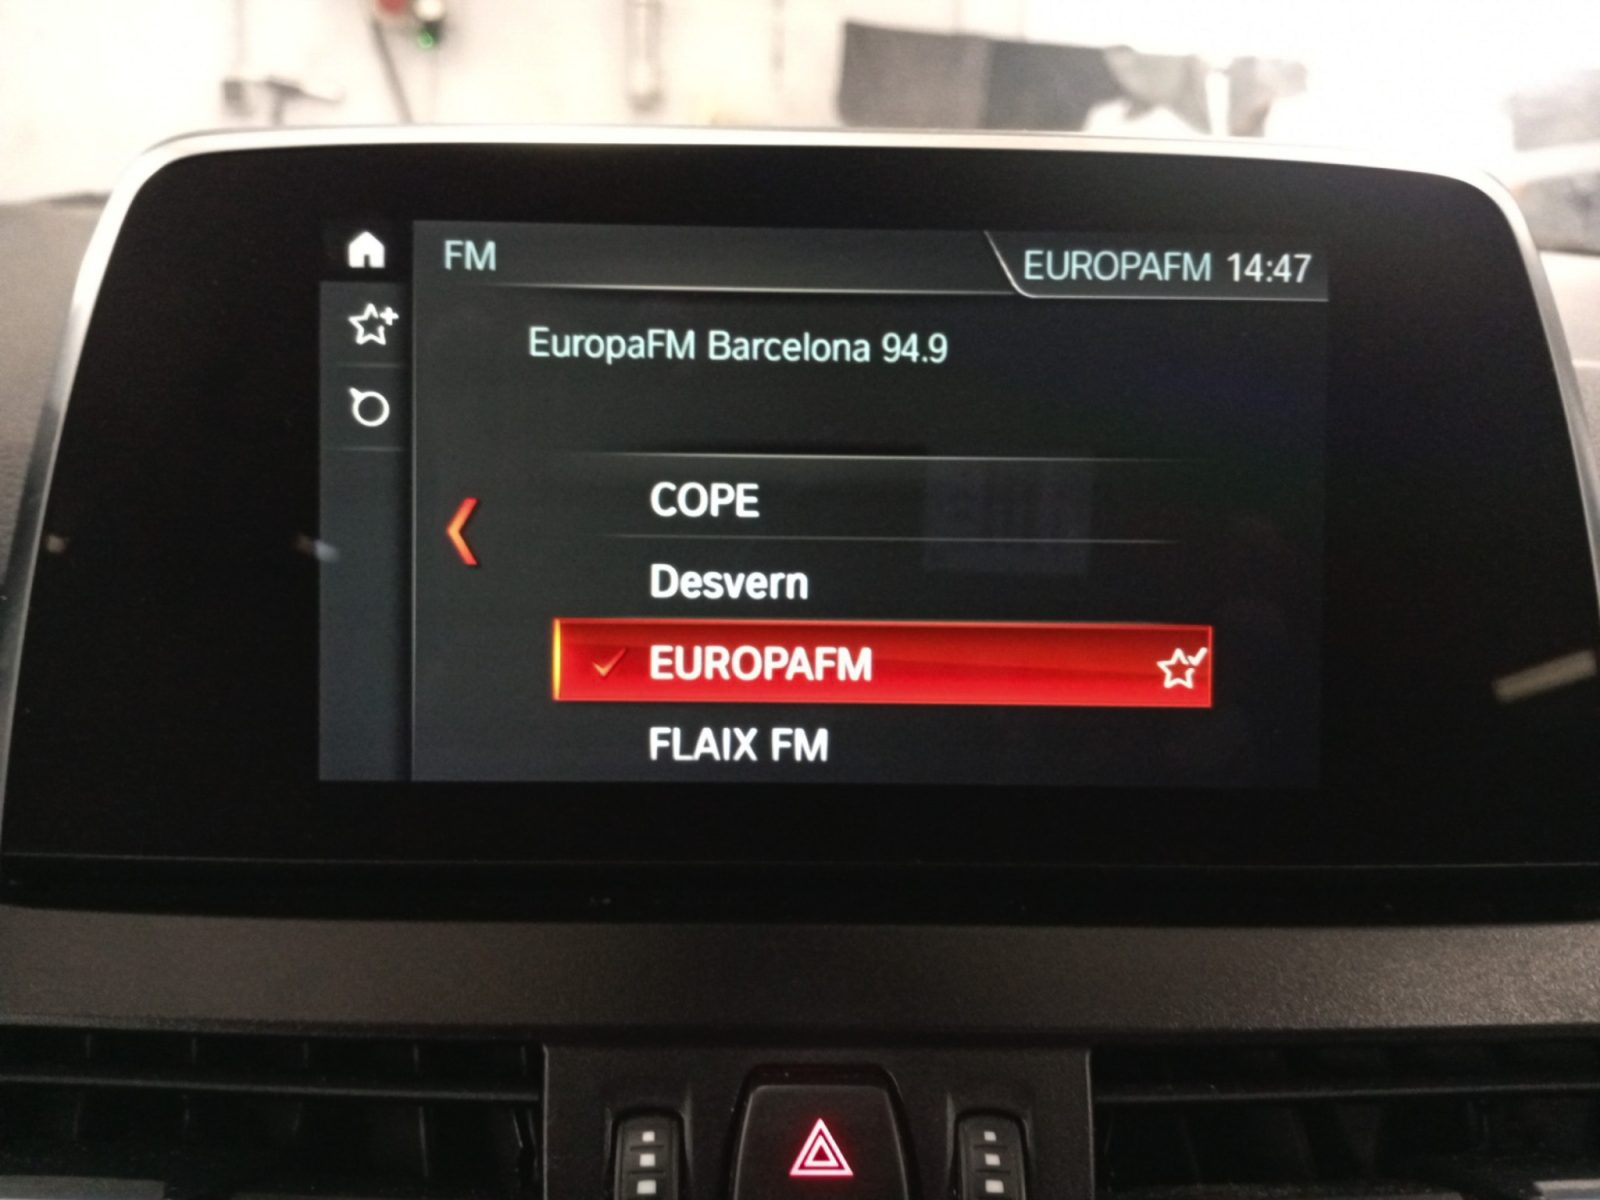 FM
EUROPAFM 14:47
EuropaFM Barcelona 94.9
COPE
Desvern
EUROPAFM
FLAIX FM